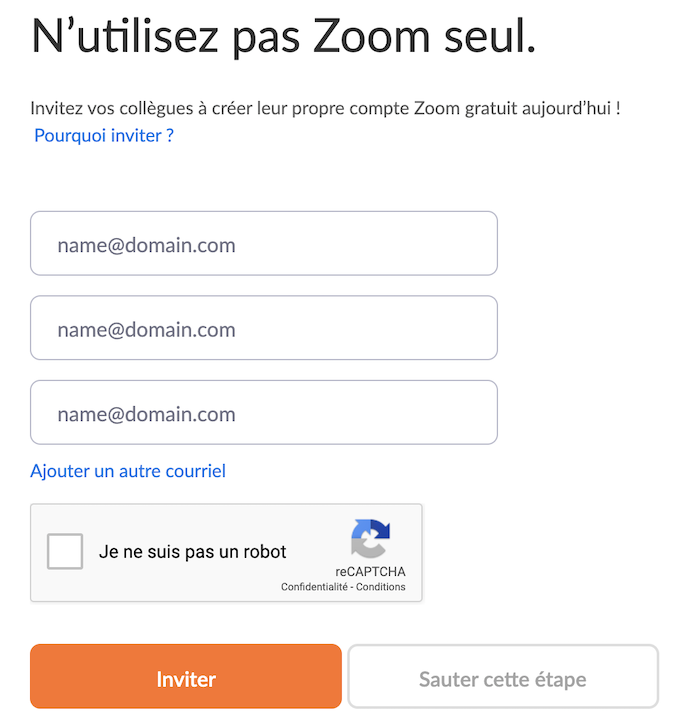 N’utilisez pas Zoom seul.
Invitez vos collègues à créer leur propre compte Zoom gratuit aujourd’hui !
Pourquoi inviter ?
name@domain.com
name@domain.com
name@domain.com
Ajouter un autre courriel
Je ne suis pas un robot
reCAPTCHA
Confidentialité - Conditions
Inviter
Sauter cette étape